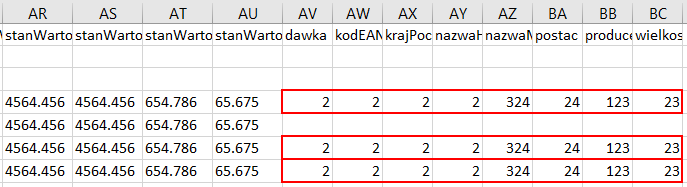 AR AS AT AU AV AW AX AY AZ BA BB BC
stanWarto stanWarto stanWarto stanWarto dawka kodEAN krajPoc nazwaH nazwaM postac produce wielkos
4564.456 4564.456 654.786 65.675 2 2 2 2 324 24 123 23
4564.456 4564.456 654.786 65.675
4564.456 4564.456 654.786 65.675 2 2 2 2 324 24 123 23
4564.456 4564.456 654.786 65.675 2 2 2 2 324 24 123 23